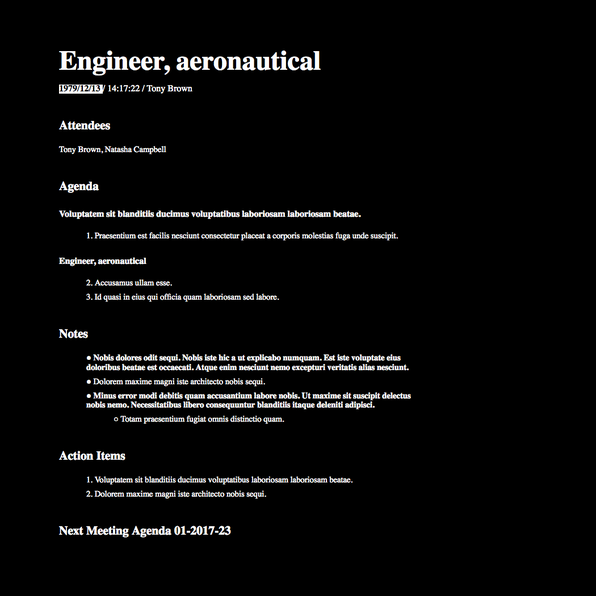 Engineer, aeronautical
1979/12/13 / 14:17:22 / Tony Brown
Attendees
Tony Brown, Natasha Campbell
Agenda
Voluptatem sit blanditiis ducimus voluptatibus laboriosam laboriosam beatae.
1. Praesentium est facilis nesciunt consectetur placeat a corporis molestias fuga unde suscipit.
Engineer, aeronautical
2. Accusamus ullam esse.
3. Id quasi in eius qui officia quam laboriosam sed labore.
Notes
● Nobis dolores odit sequi. Nobis iste hic a ut explicabo numquam. Est iste voluptate eius
doloribus beatae est occaecati. Atque enim nesciunt nemo excepturi veritatis alias nesciunt.
● Dolorem maxime magni iste architecto nobis sequi.
● Minus error modi debitis quam accusantium labore nobis. Ut maxime sit suscipit delectus
nobis nemo. Necessitatibus libero consequuntur blanditiis itaque deleniti adipisci.
○ Totam praesentium fugiat omnis distinctio quam.
Action Items
1. Voluptatem sit blanditiis ducimus voluptatibus laboriosam laboriosam beatae.
2. Dolorem maxime magni iste architecto nobis sequi.
Next Meeting Agenda 01-2017-23